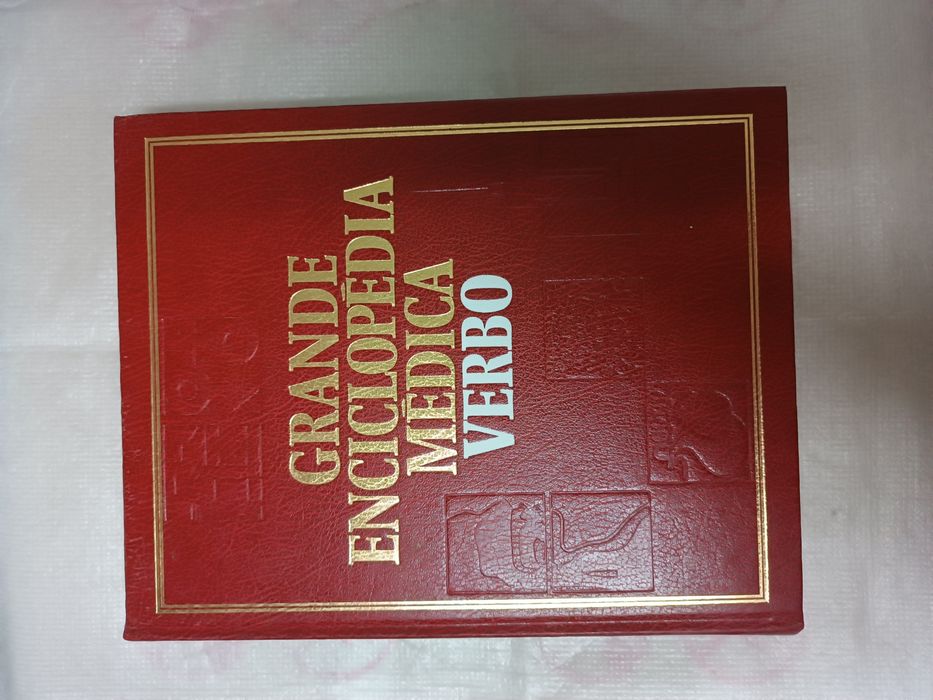 GRANDE
ENCICLOPÉDIA
MÉDICA
VERBO